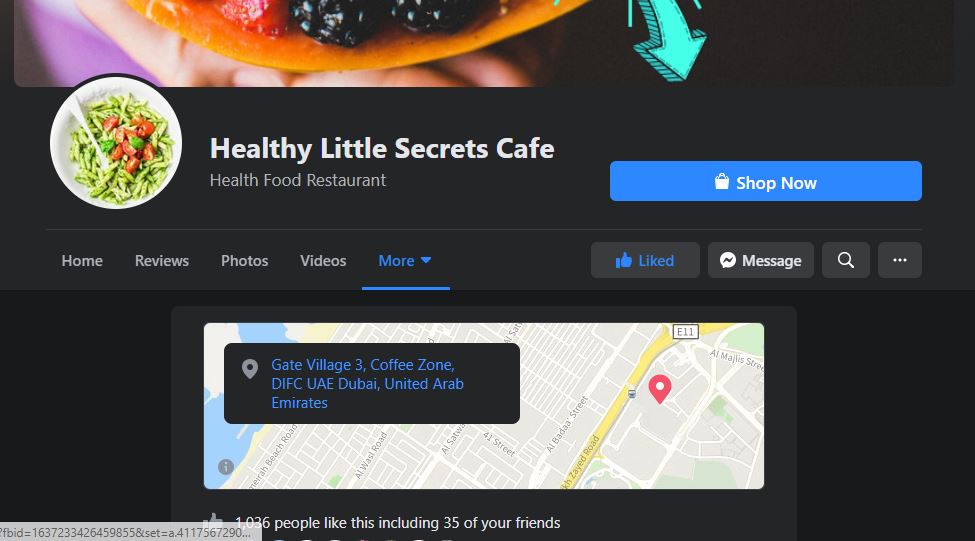 Healthy Little Secrets Cafe
Health Food Restaurant
Shop Now
Home
Reviews
Photos
Videos
More
Liked
Message
E11
Al Majlis Street
Gate Village 3, Coffee Zone,
DIFC UAE Dubai, United Arab
Emirates
Al Satwa
41 Street
Al Badaa' Street
Al Wasl Road
kh Zayed Road
meirah Beach Road
1,036 people like this including 35 of your friends
?fbid=1637233426459855&set=a.4117567290...